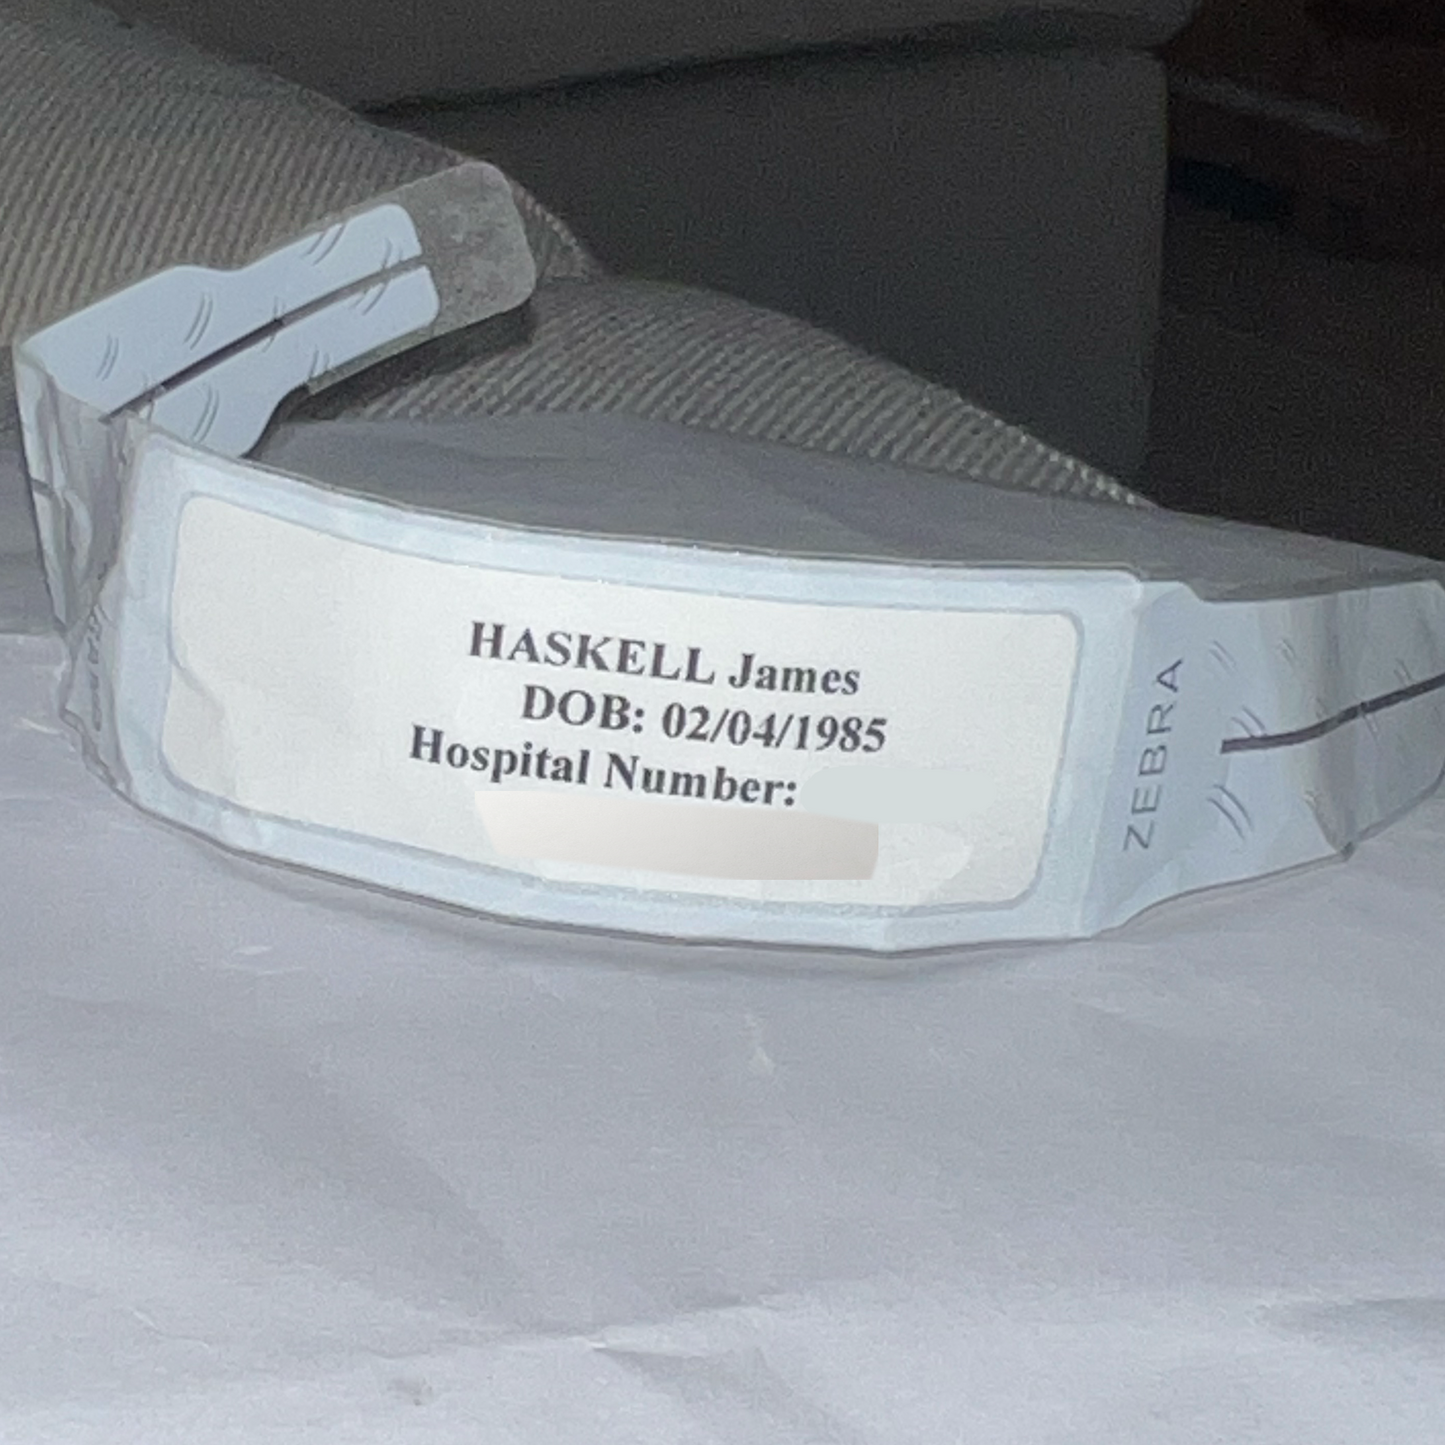 HASKELL James
DOB: 02/04/1985
Hospital Number:
ZEBRA